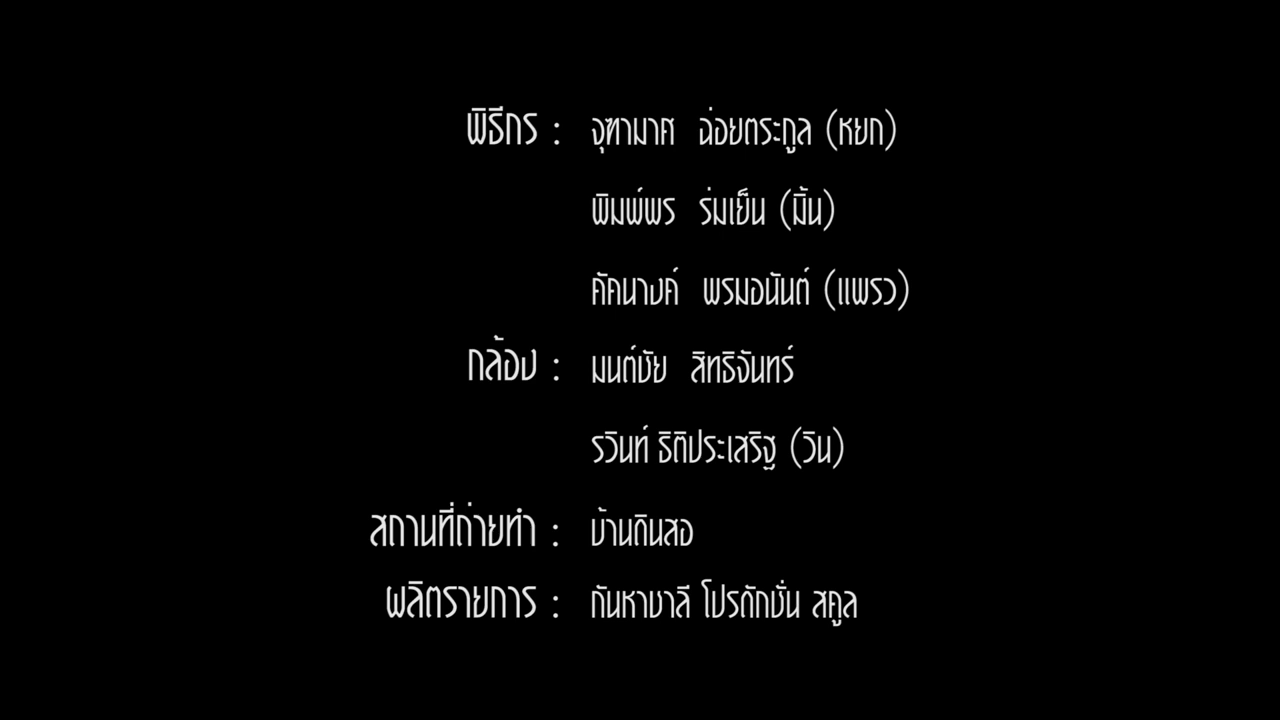 พิธีกร : จุฑามาศ ฉ่อยตระกูล (หยก)
พิมพ์พร ร่มเย็น (มิ้น)
คัคนางค์ พรมอนันต์ (แพรว)
กล้อง : มนต์ชัย สิทธิจันทร์
รวินท์ ธิติประเสริฐ (วิน)
สถานที่ถ่ายทำ : บ้านดินสอ
ผลิตรายการ : กันหาชาลี โปรดักชั่น สคูล